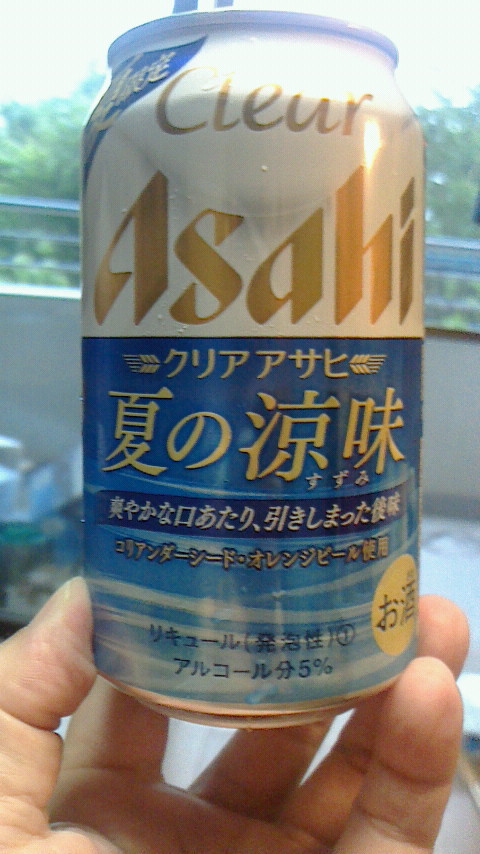 限定
Clear
Asahi
クリアアサヒ
夏の涼味
すずみ
爽やかな口あたり、引きしまった後味
コリアンダーシード・オレンジピール使用
お酒
リキュール(発泡性)①
アルコール分5%